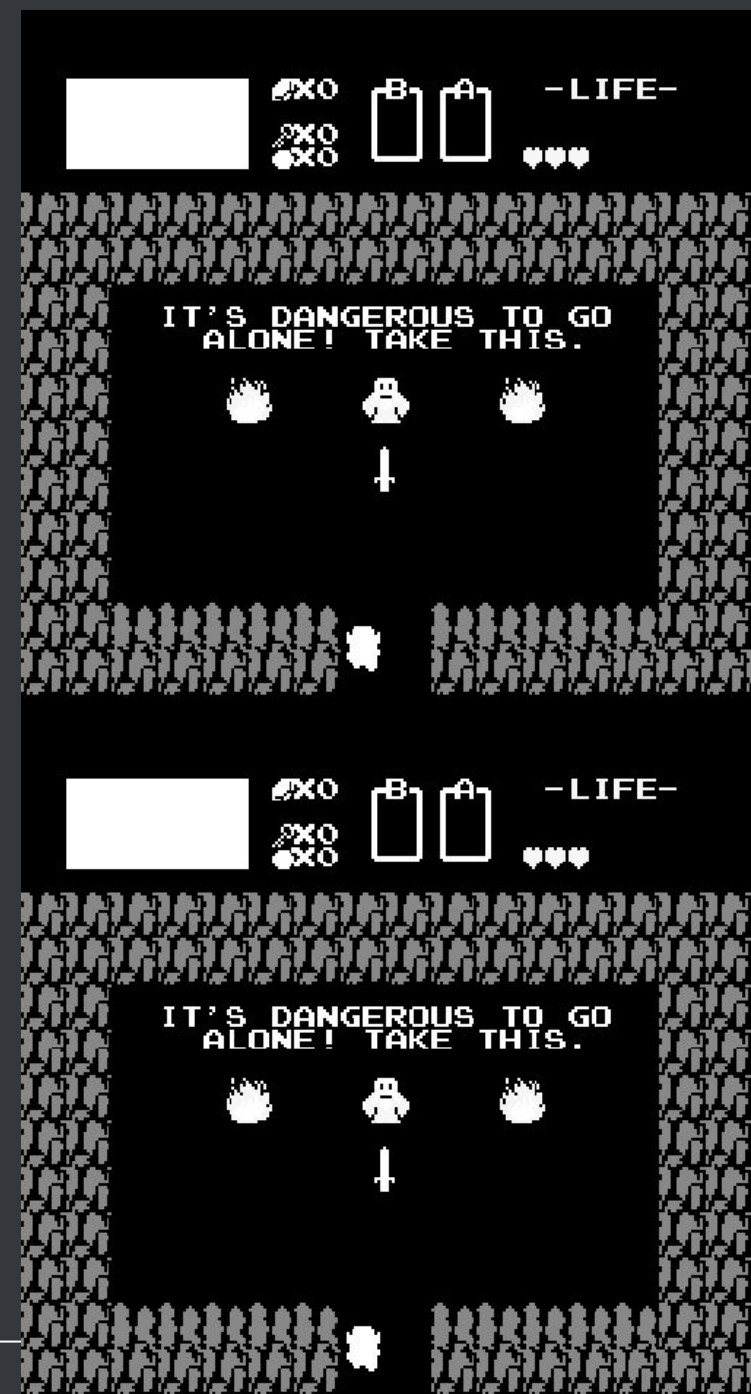 X0
B A -LIFE-
X0
X0
IT'S DANGEROUS TO GO
ALONE! TAKE THIS.
X0
B A -LIFE-
X0
X0
IT'S DANGEROUS TO GO
ALONE! TAKE THIS.